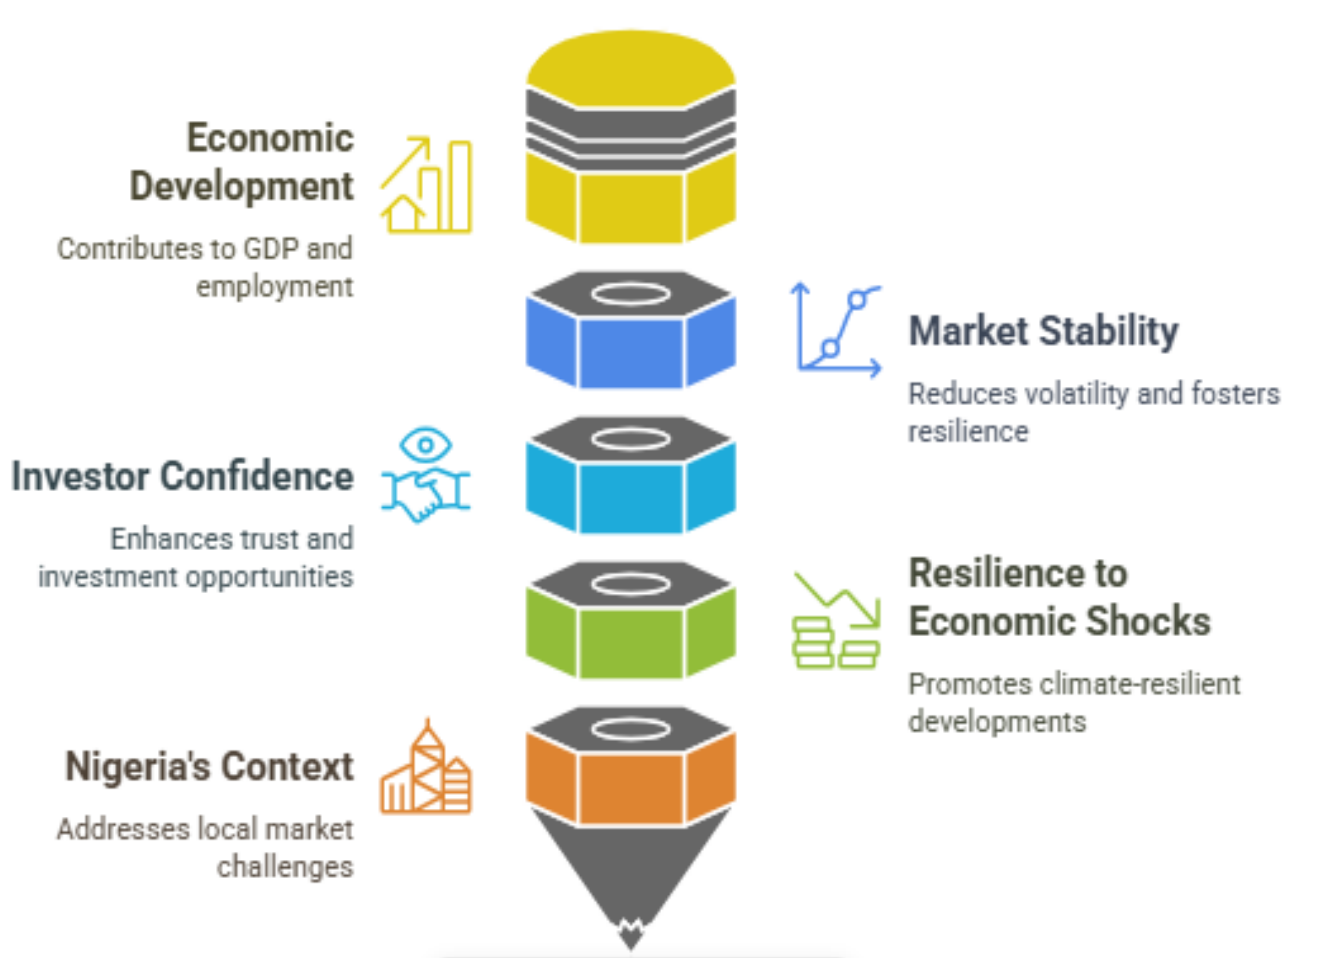 Economic
Development
Contributes to GDP and
employment
Market Stability
Reduces volatility and fosters
resilience
Investor Confidence
Enhances trust and
investment opportunities
Resilience to
Economic Shocks
Promotes climate-resilient
developments
Nigeria's Context
Addresses local market
challenges